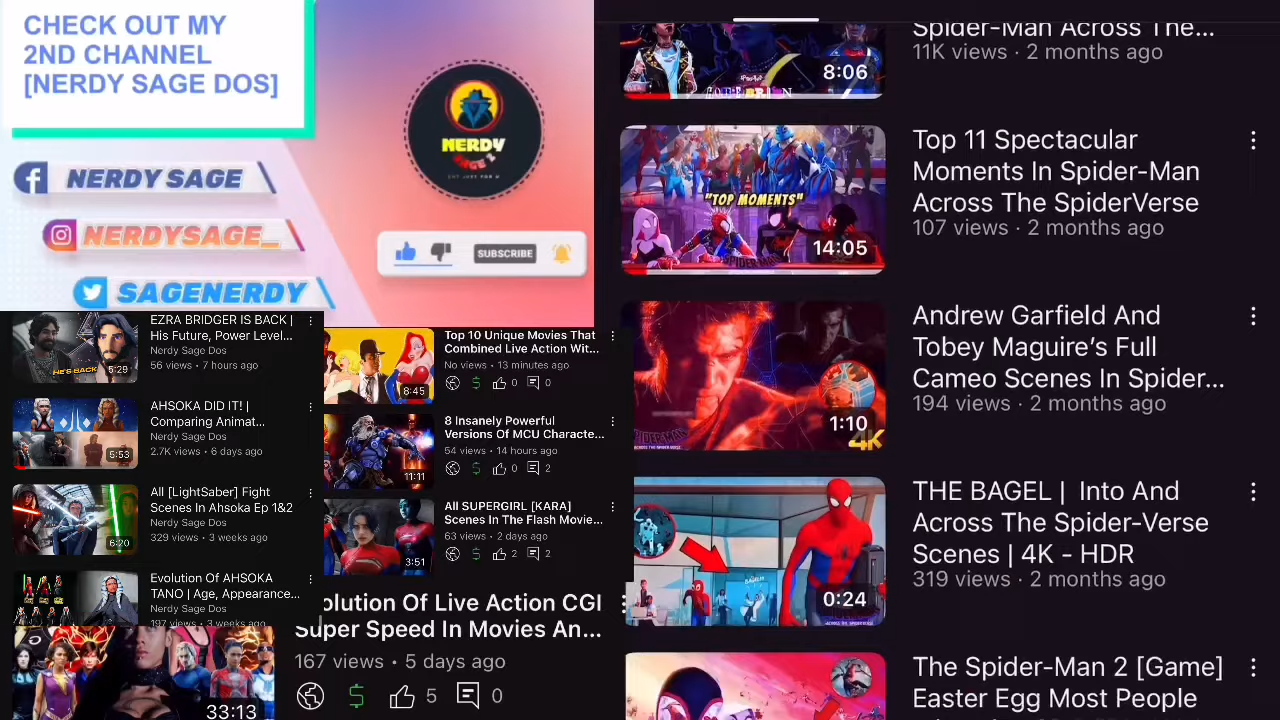 CHECK OUT MY
2ND CHANNEL
[NERDY SAGE DOS]
NERDY
NERDY SAGE
NERDYSAGE_
SAGENERDY
SUBSCRIBE
EZRA BRIDGER IS BACK |
His Future, Power Level...
Nerdy Sage Dos
56 views • 7 hours ago
HE'S BACK
5:29
AHSOKA DID IT! |
Comparing Animat...
Nerdy Sage Dos
2.7K views • 6 days ago
5:53
All [LightSaber] Fight
Scenes In Ahsoka Ep 1&2
Nerdy Sage Dos
329 views • 3 weeks ago
6:20
Evolution Of AHSOKA
TANO | Age, Appearance...
Nerdy Sage Dos
197 views • 3 weeks ago
Top 10 Unique Movies That
Combined Live Action Wit...
No views • 13 minutes ago
0 0
8:45
8 Insanely Powerful
Versions Of MCU Characte...
54 views • 14 hours ago
0 2
11:11
All SUPERGIRL [KARA]
Scenes In The Flash Movie...
63 views • 2 days ago
2 2
3:51
olution Of Live Action CGI
Super Speed In Movies An...
167 views • 5 days ago
5 0
33:13
Spider-Man Across The...
11K views · 2 months ago
8:06
Top 11 Spectacular
Moments In Spider-Man
Across The SpiderVerse
107 views · 2 months ago
"TOP MOMENTS"
14:05
Andrew Garfield And
Tobey Maguire's Full
Cameo Scenes In Spider...
194 views · 2 months ago
1:10
4K
THE BAGEL | Into And
Across The Spider-Verse
Scenes | 4K - HDR
319 views · 2 months ago
0:24
The Spider-Man 2 [Game]
Easter Egg Most People